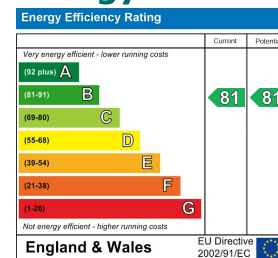 Energy Efficiency Rating
Current
Very energy efficient - lower running costs
(92 plus) A
(81-91) B
81
81
(69-80) C
(55-68) D
(39-54) E
(21-38) F
(1-20) G
Not energy efficient - higher running costs
England & Wales
EU Directive
2002/91/EC